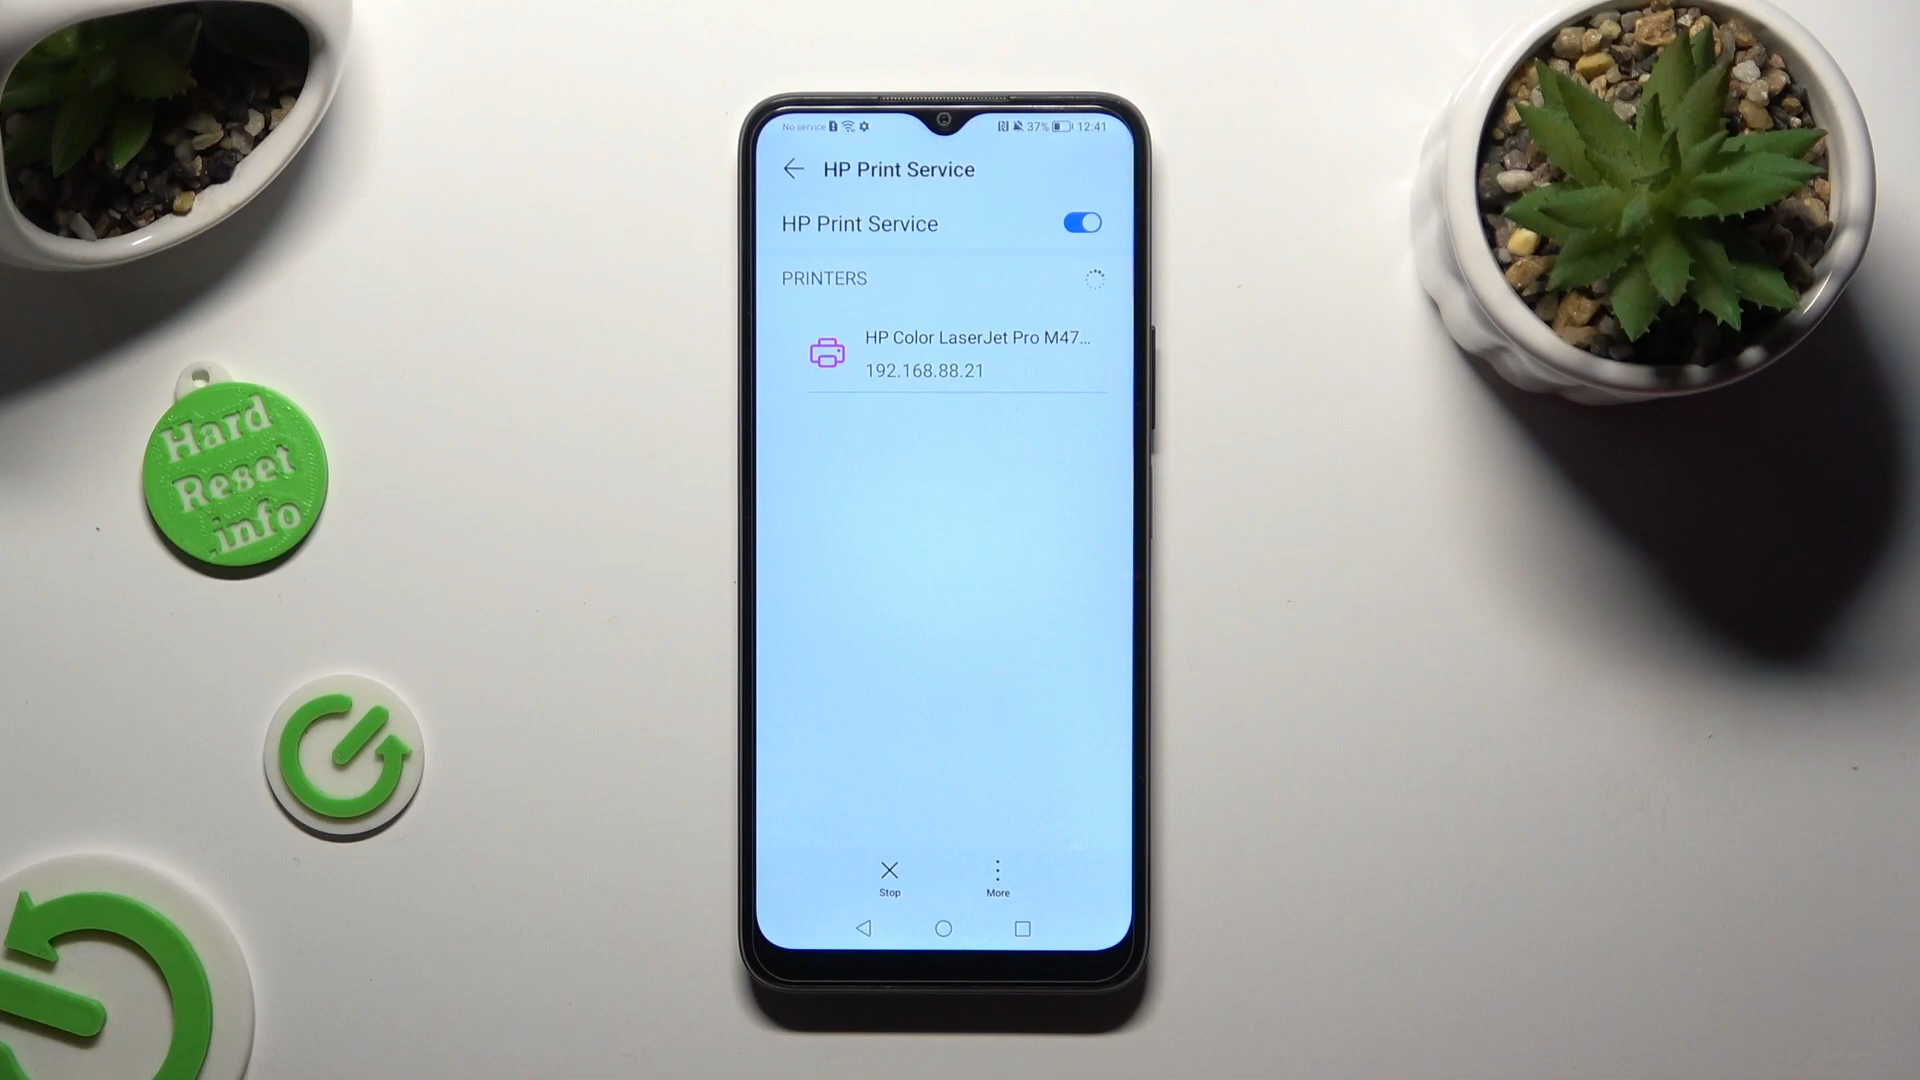 No service 37% 12:41
HP Print Service
HP Print Service
PRINTERS
HP Color LaserJet Pro M47...
192.168.88.21
Stop
More
Hard
Reset
.info